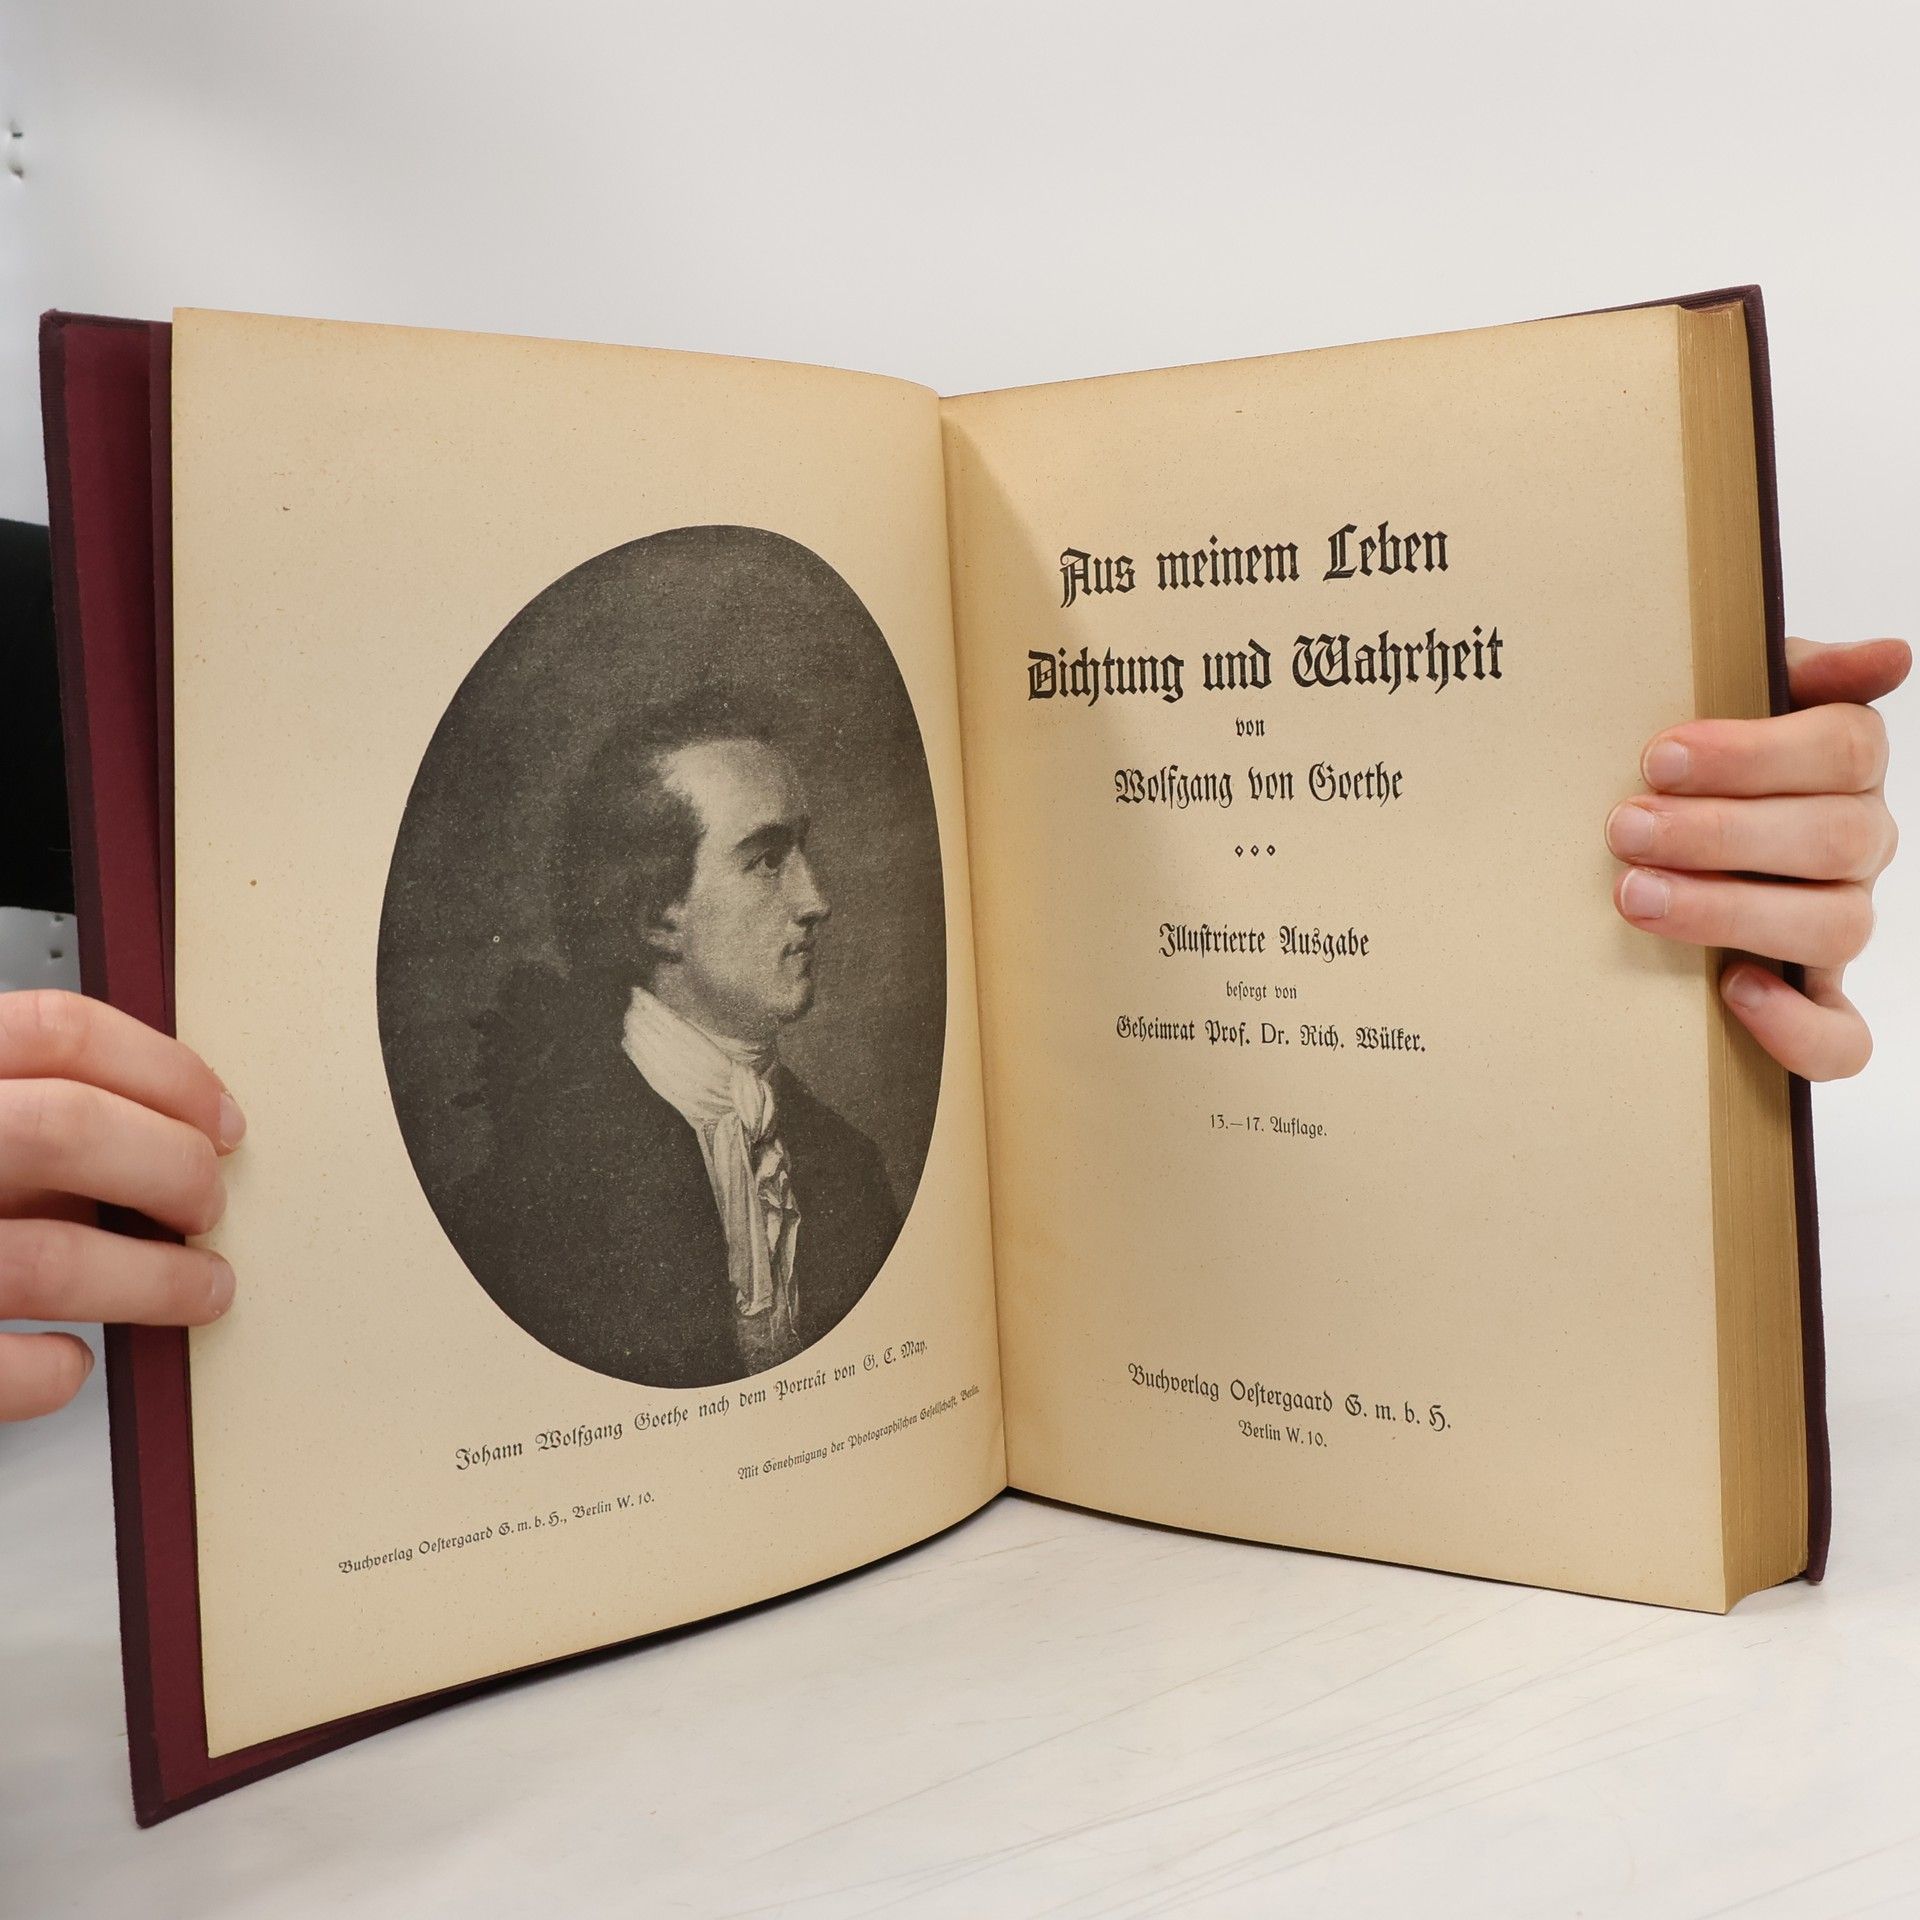 Johann Wolfgang Goethe nach dem Porträt von G. C. May.
Mit Genehmigung der Photographischen Gesellschaft, Berlin.
Buchverlag Oestergaard G. m. b. H., Berlin W. 10.
Aus meinem Leben
Dichtung und Wahrheit
von
Wolfgang von Goethe
Illustrierte Ausgabe
besorgt von
Geheimrat Prof. Dr. Rich. Wülker.
13.—17. Auflage.
Buchverlag Oestergaard G. m. b. H.
Berlin W. 10.